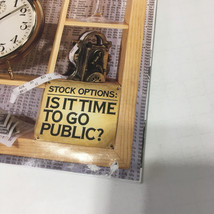 STOCK OPTIONS:
IS IT TIME
TO GO
PUBLIC?